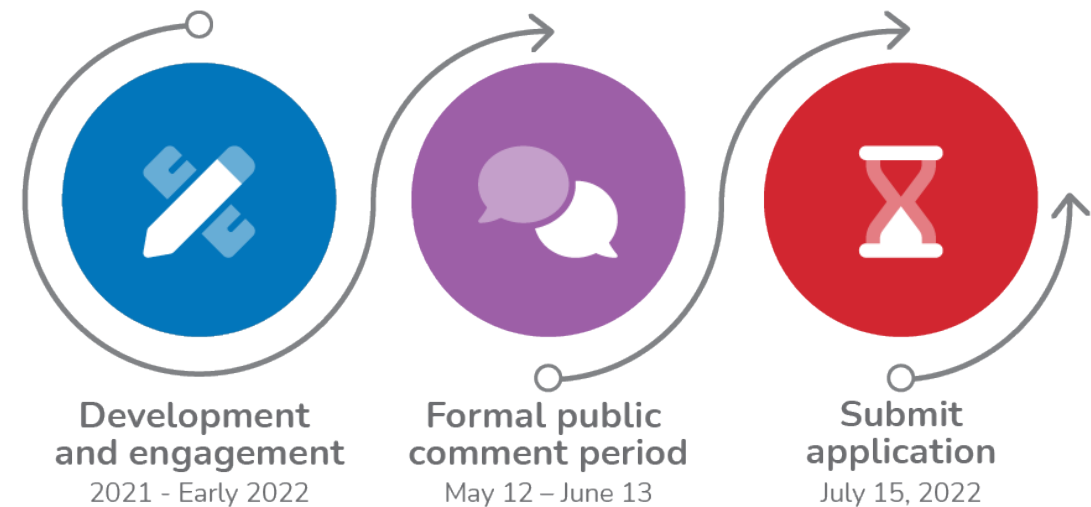 Development
and engagement
2021 - Early 2022
Formal public
comment period
May 12 – June 13
Submit
application
July 15, 2022